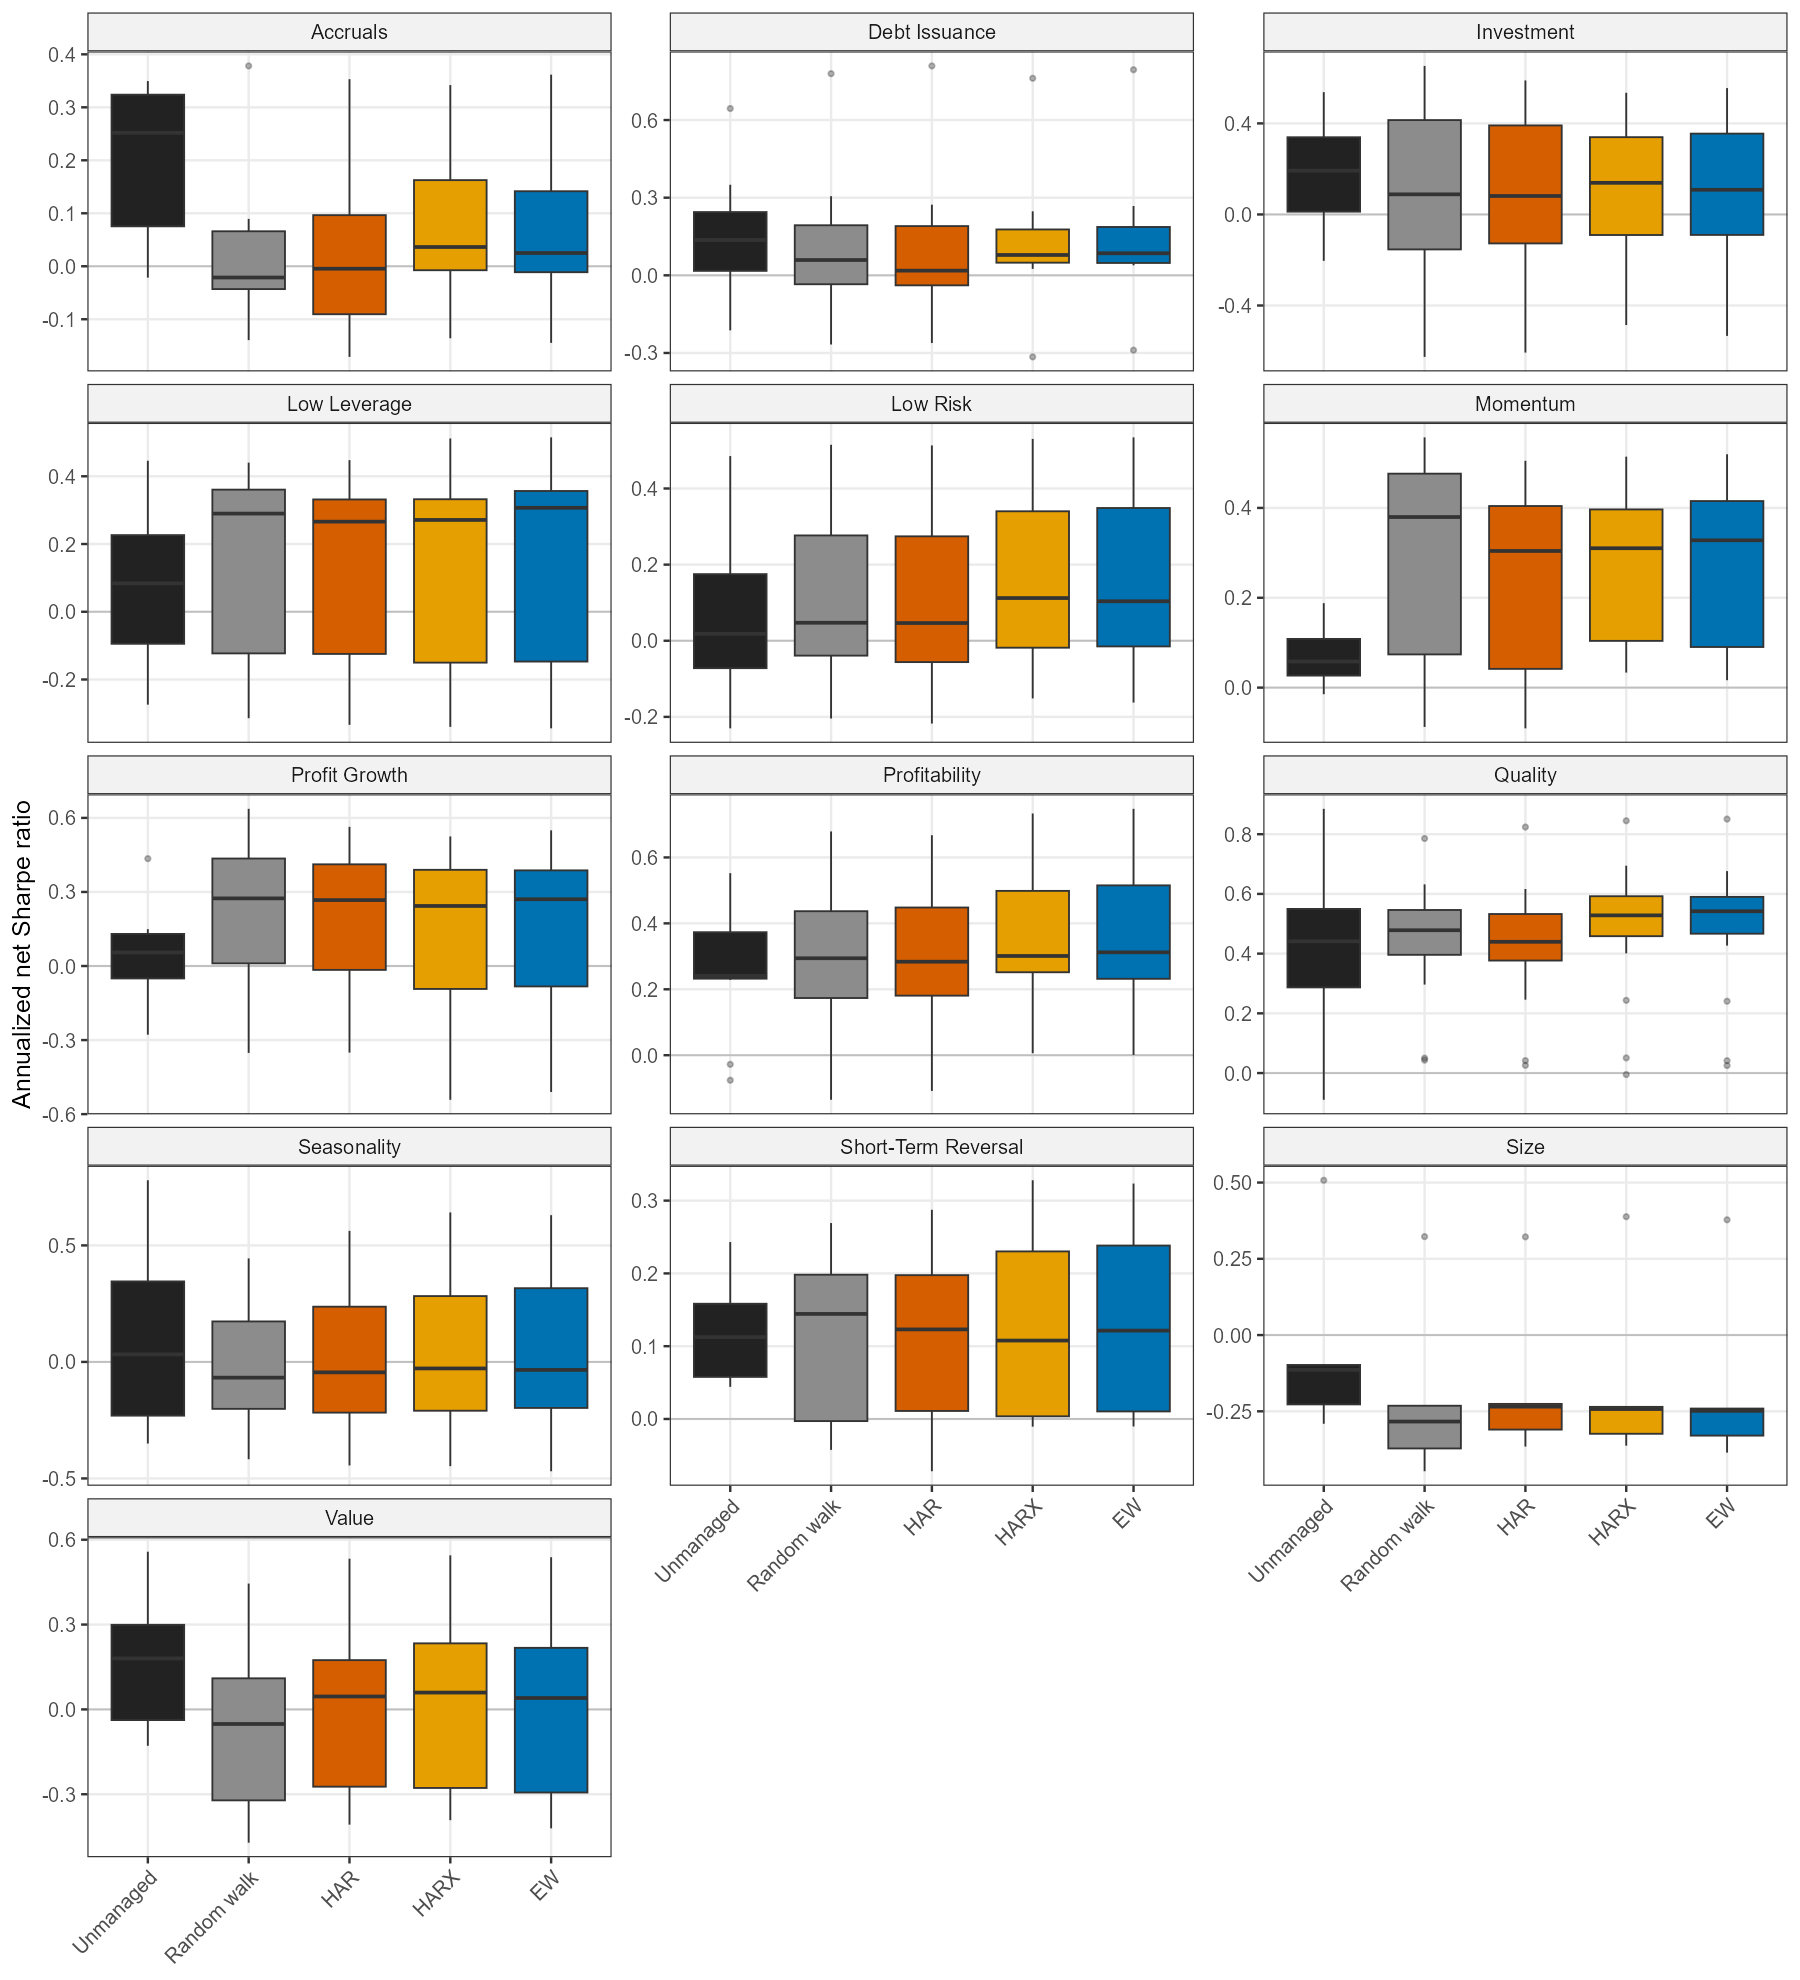 Annualized net Sharpe ratio
Accruals
0.4
0.3
0.2
0.1
0.0
-0.1
Debt Issuance
0.6
0.3
0.0
-0.3
Investment
0.4
0.0
-0.4
Low Leverage
0.4
0.2
0.0
-0.2
Low Risk
0.4
0.2
0.0
-0.2
Momentum
0.4
0.2
0.0
Profit Growth
0.6
0.3
0.0
-0.3
-0.6
Profitability
0.6
0.4
0.2
0.0
Quality
0.8
0.6
0.4
0.2
0.0
Seasonality
0.5
0.0
-0.5
Short-Term Reversal
0.3
0.2
0.1
0.0
Unmanaged
Random walk
HAR
HARX
EW
Size
0.50
0.25
0.00
-0.25
Unmanaged
Random walk
HAR
HARX
EW
Value
0.6
0.3
0.0
-0.3
Unmanaged
Random walk
HAR
HARX
EW